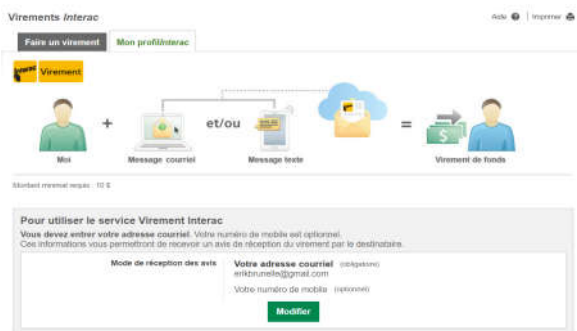 Virements Interac
Aide Imprimer
Faire un virement Mon profil Interac
Interac Virement
+ et/ou =
Moi Message courriel Message texte Virement de fonds
Montant minimal requis : 10 $
Pour utiliser le service Virement Interac
Vous devez entrer votre adresse courriel. Votre numéro de mobile est optionnel.
Ces informations vous permettront de recevoir un avis de réception du virement par le destinataire.
Mode de réception des avis Votre adresse courriel (obligatoire)
erikbrunelle@gmail.com
Votre numéro de mobile (optionnel)
Modifier